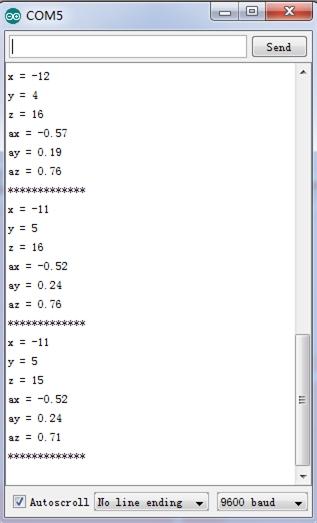 COM5
Send
x = -12
y = 4
z = 16
ax = -0.57
ay = 0.19
az = 0.76
*************
x = -11
y = 5
z = 16
ax = -0.52
ay = 0.24
az = 0.76
*************
x = -11
y = 5
z = 15
ax = -0.52
ay = 0.24
az = 0.71
*************
Autoscroll No line ending 9600 baud